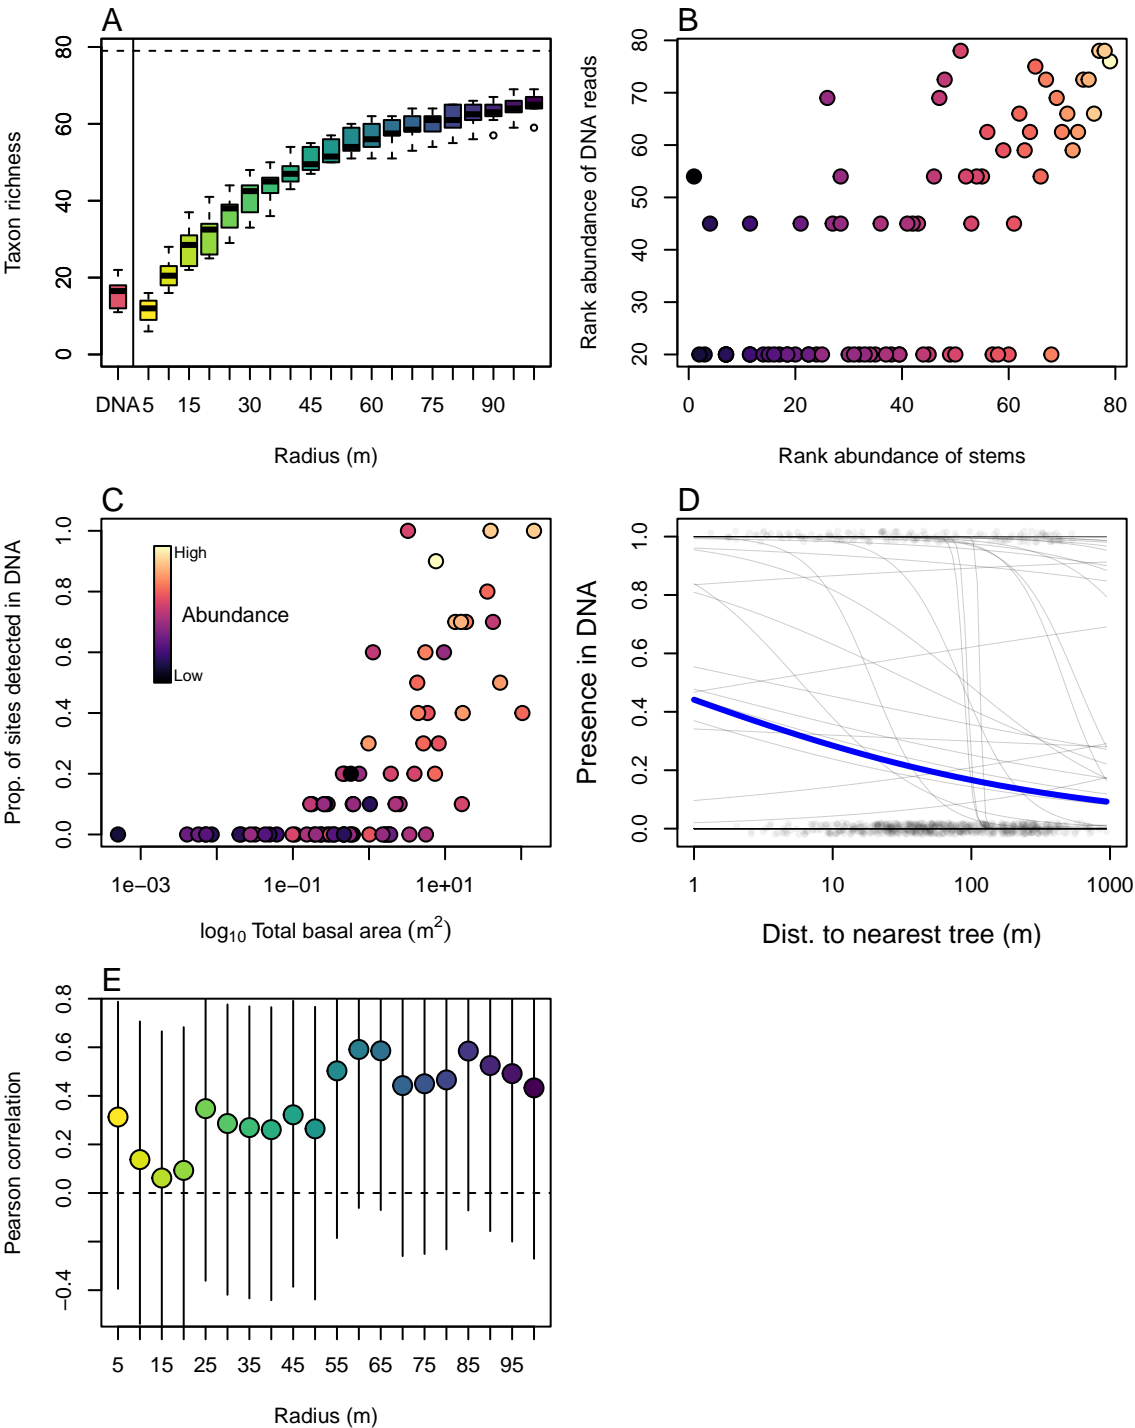 A
Taxon richness
80
60
40
20
0
DNA 5 15 30 45 60 75 90
Radius (m)
B
Rank abundance of DNA reads
80
70
60
50
40
30
20
0 20 40 60 80
Rank abundance of stems
C
Prop. of sites detected in DNA
1.0
0.8
0.6
0.4
0.2
0.0
High
Abundance
Low
1e−03 1e−01 1e+01
log10 Total basal area (m2)
D
Presence in DNA
1.0
0.8
0.6
0.4
0.2
0.0
1 10 100 1000
Dist. to nearest tree (m)
E
Pearson correlation
0.8
0.6
0.4
0.2
0.0
−0.4
5 15 25 35 45 55 65 75 85 95
Radius (m)